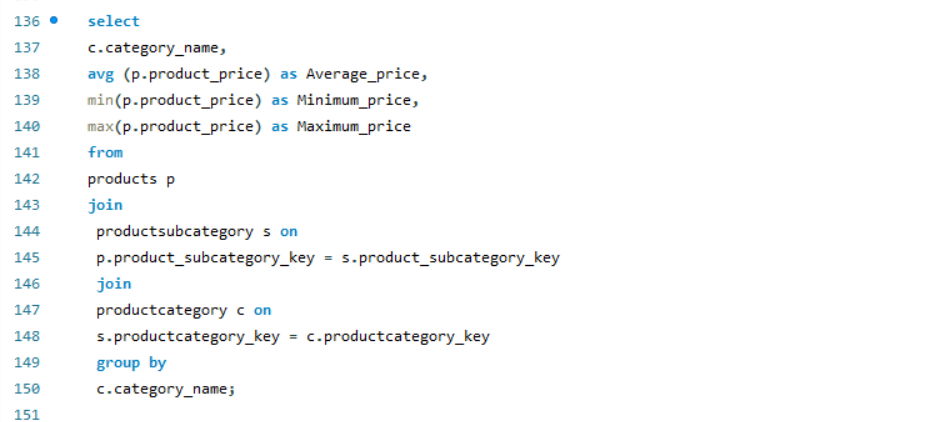 136 select
137 c.category_name,
138 avg (p.product_price) as Average_price,
139 min(p.product_price) as Minimum_price,
140 max(p.product_price) as Maximum_price
141 from
142 products p
143 join
144 productsubcategory s on
145 p.product_subcategory_key = s.product_subcategory_key
146 join
147 productcategory c on
148 s.productcategory_key = c.productcategory_key
149 group by
150 c.category_name;
151